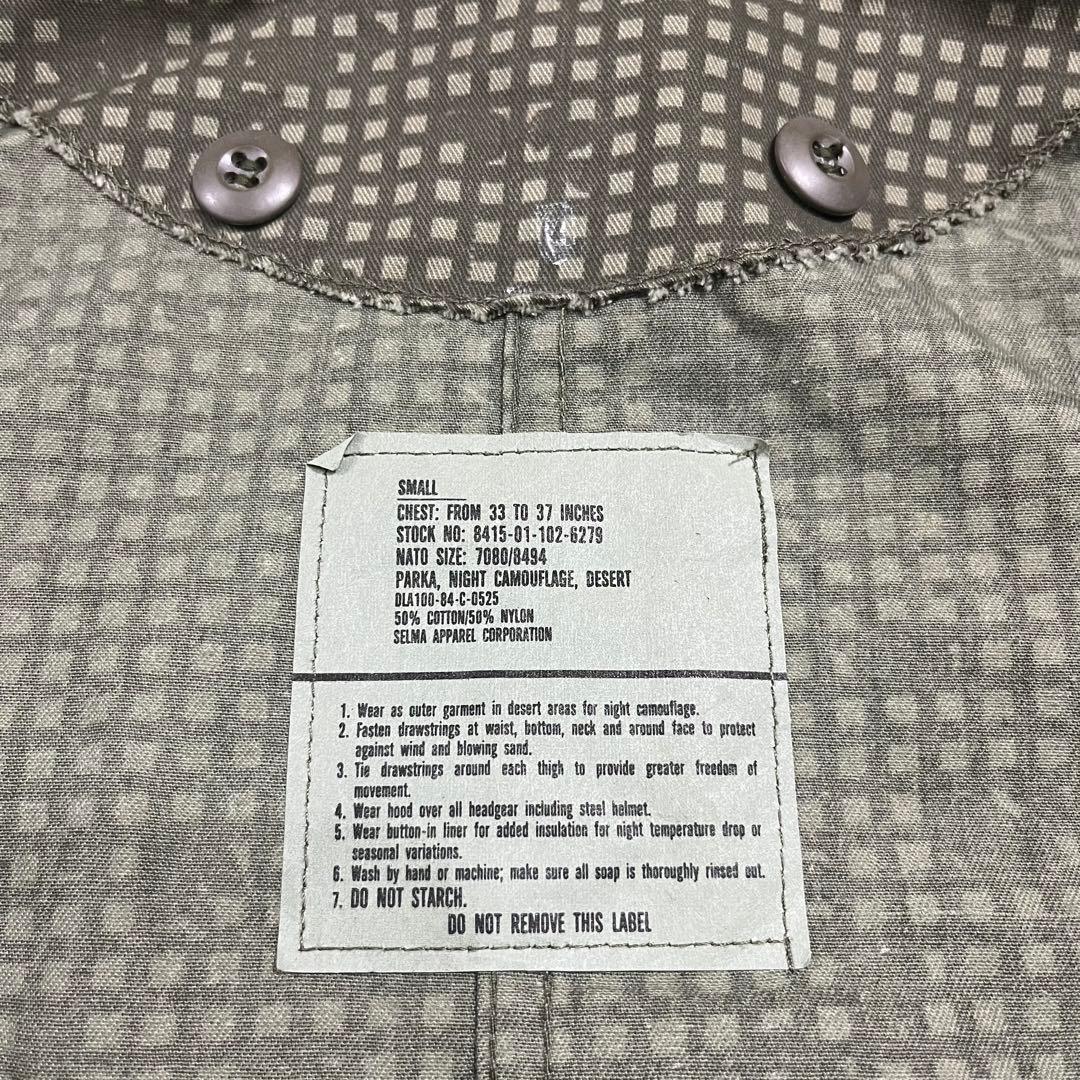 SMALL
CHEST: FROM 33 TO 37 INCHES
STOCK NO: 8415-01-102-6279
NATO SIZE: 7080/8494
PARKA, NIGHT CAMOUFLAGE, DESERT
DLA100-84-C-0525
50% COTTON/50% NYLON
SELMA APPAREL CORPORATION
1. Wear as outer garment in desert areas for night camouflage.
2. Fasten drawstrings at waist, bottom, neck and around face to protect
against wind and blowing sand.
3. Tie drawstrings around each thigh to provide greater freedom of
movement.
4. Wear hood over all headgear including steel helmet.
5. Wear button-in liner for added insulation for night temperature drop or
seasonal variations.
6. Wash by hand or machine; make sure all soap is thoroughly rinsed out.
7. DO NOT STARCH.
DO NOT REMOVE THIS LABEL